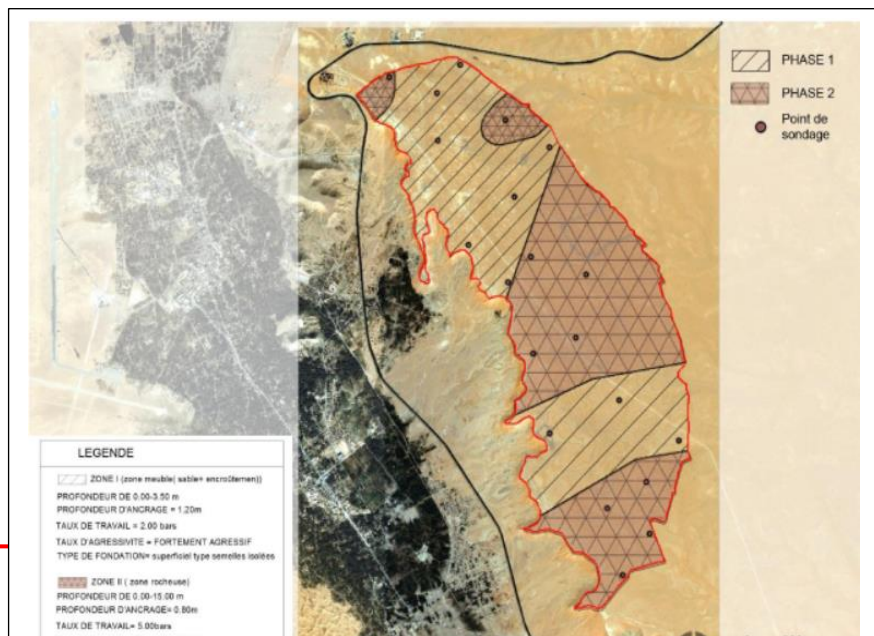 PHASE 1
PHASE 2
Point de
sondage
LEGENDE
ZONE I (zone meuble( sable+ encroûtemen))
PROFONDEUR DE 0.00-3.50 m
PROFONDEUR D'ANCRAGE = 1.20m
TAUX DE TRAVAIL = 2.00 bars
TAUX D'AGRESSIVITE = FORTEMENT AGRESSIF
TYPE DE FONDATION= superficiel type semelles isolées
ZONE II ( zone rocheuse)
PROFONDEUR DE 0.00-15.00 m
PROFONDEUR D'ANCRAGE= 0.80m
TAUX DE TRAVAIL= 5.00bars